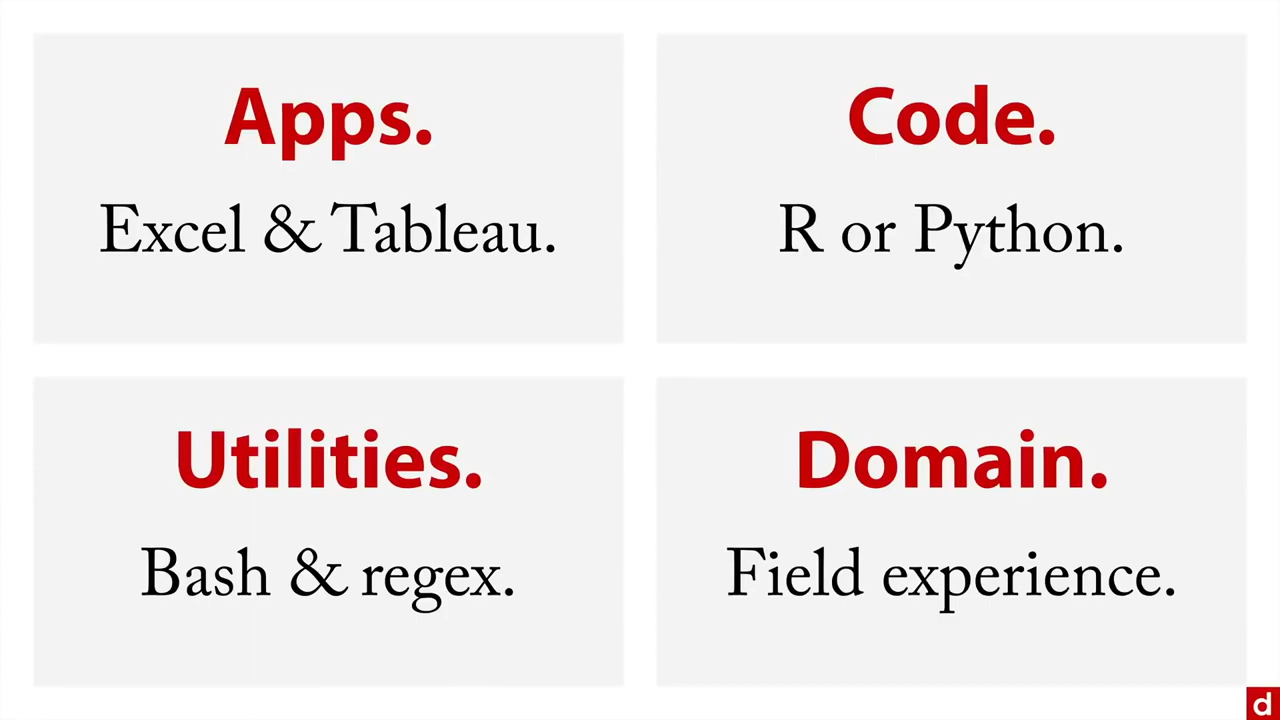 Apps.
Excel & Tableau.
Code.
R or Python.
Utilities.
Bash & regex.
Domain.
Field experience.
d